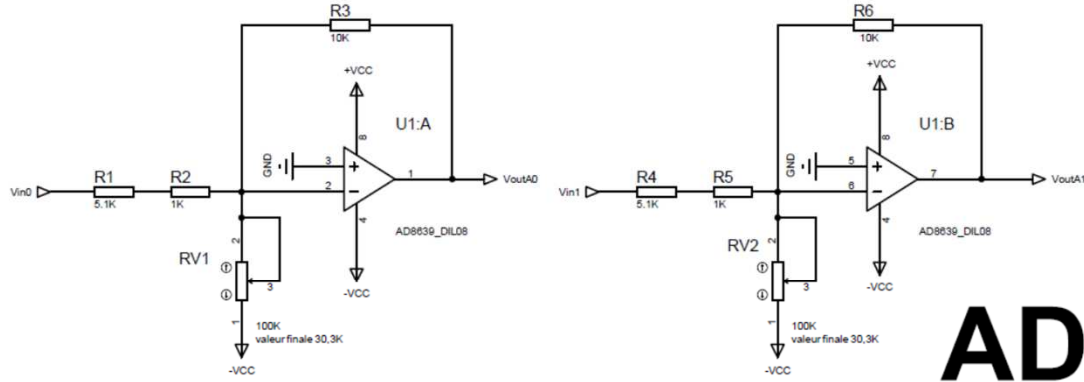 R3
10K
+VCC
8
U1:A
GND
3
+
1
VoutA0
Vin0
R1
5.1K
R2
1K
2
−
4
AD8639_DIL08
-VCC
RV1
2
3
1
100K
valeur finale 30,3K
-VCC
R6
10K
+VCC
8
U1:B
GND
5
+
7
VoutA1
Vin1
R4
5.1K
R5
1K
6
−
4
AD8639_DIL08
-VCC
RV2
2
3
1
100K
valeur finale 30,3K
-VCC
AD